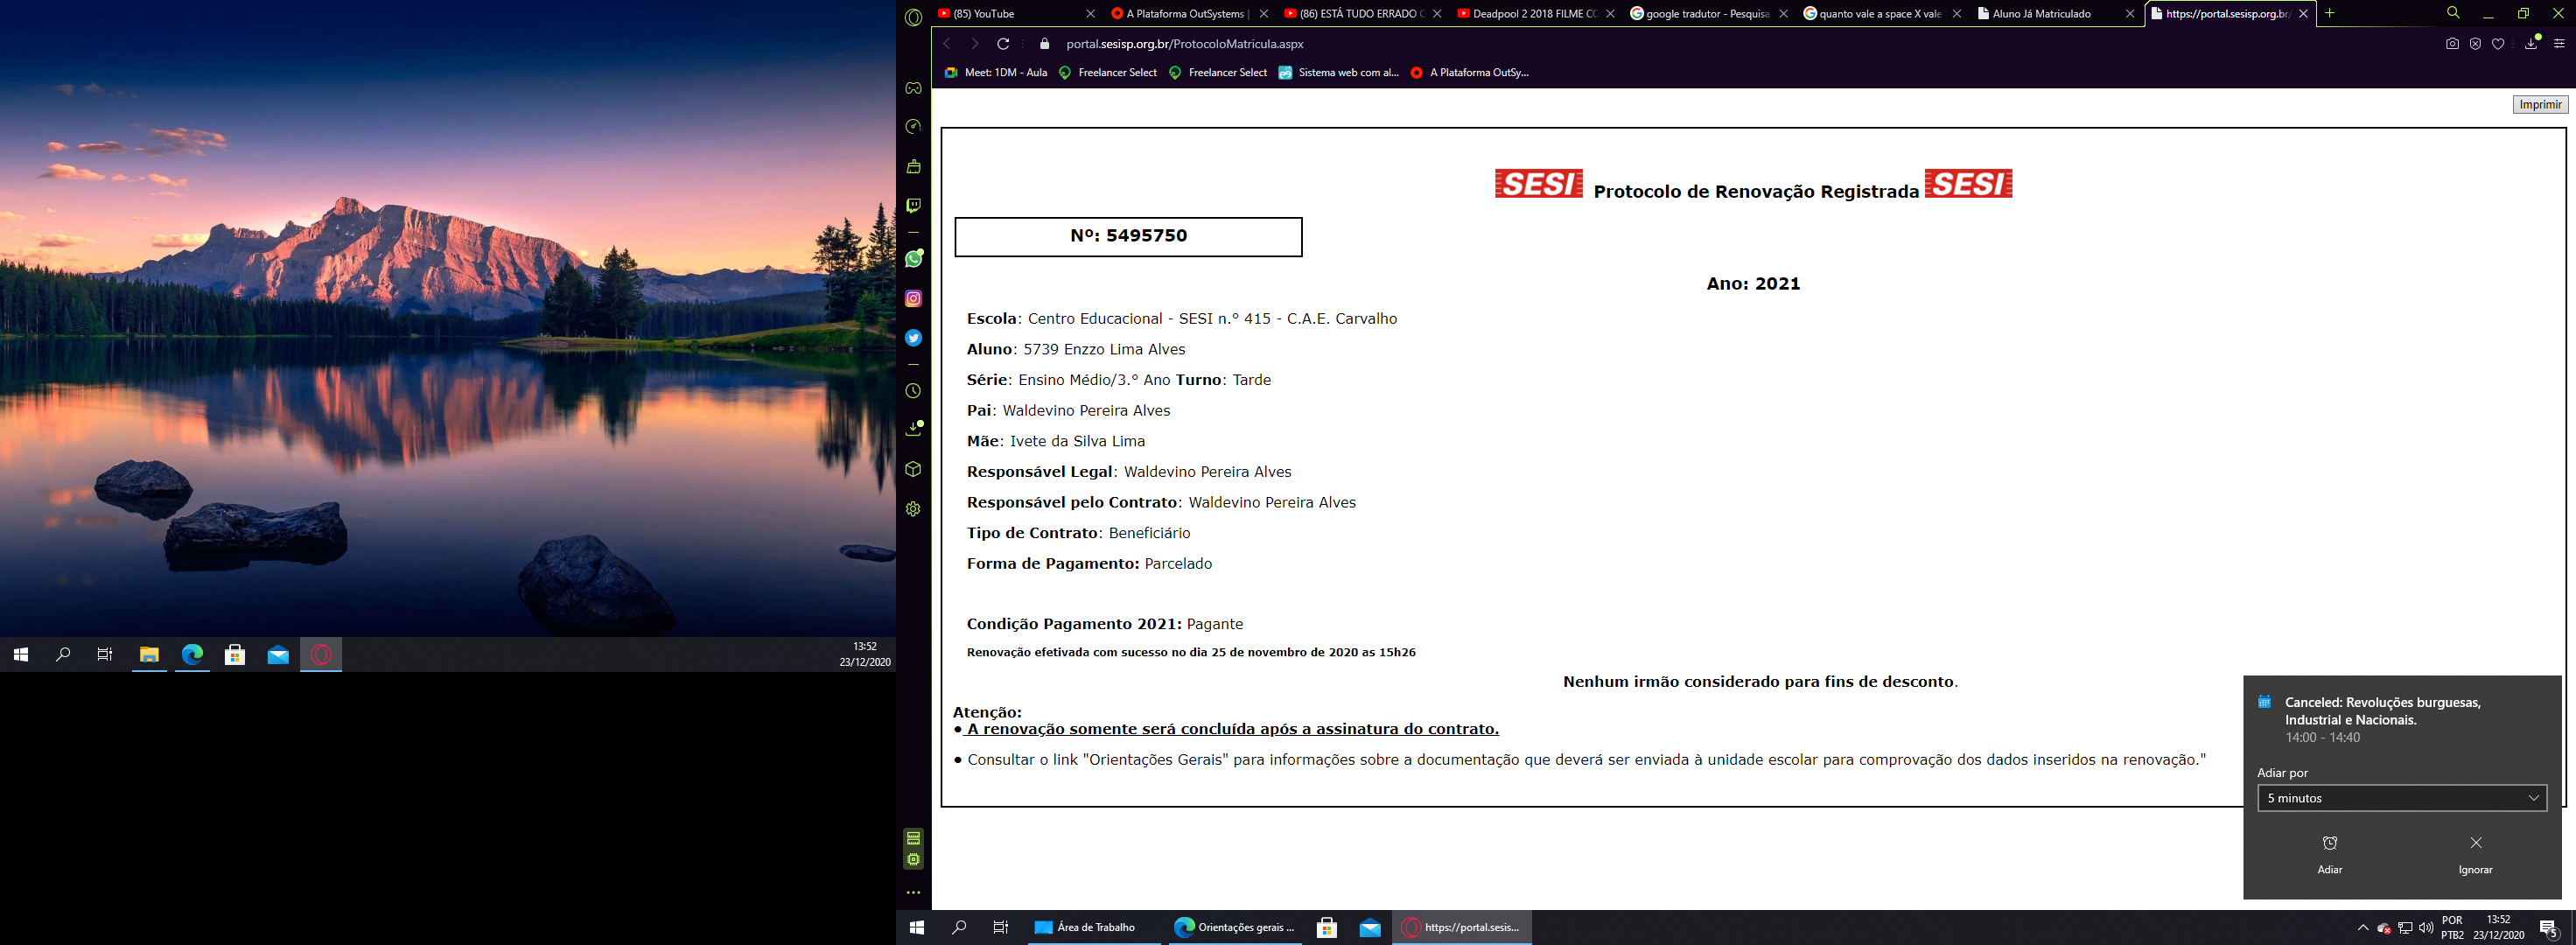 13:52
23/12/2020
(85) YouTube
A Plataforma OutSystems |
(86) ESTÁ TUDO ERRADO C
Deadpool 2 2018 FILME CO
google tradutor - Pesquisa
quanto vale a space X vale
Aluno Já Matriculado
https://portal.sesisp.org.br/
portal.sesisp.org.br/ProtocoloMatricula.aspx
Meet: 1DM - Aula
Freelancer Select
Freelancer Select
Sistema web com al...
A Plataforma OutSy...
Imprimir
SESI Protocolo de Renovação Registrada SESI
Nº: 5495750
Ano: 2021
Escola: Centro Educacional - SESI n.º 415 - C.A.E. Carvalho
Aluno: 5739 Enzzo Lima Alves
Série: Ensino Médio/3.º Ano Turno: Tarde
Pai: Waldevino Pereira Alves
Mãe: Ivete da Silva Lima
Responsável Legal: Waldevino Pereira Alves
Responsável pelo Contrato: Waldevino Pereira Alves
Tipo de Contrato: Beneficiário
Forma de Pagamento: Parcelado
Condição Pagamento 2021: Pagante
Renovação efetivada com sucesso no dia 25 de novembro de 2020 as 15h26
Nenhum irmão considerado para fins de desconto.
Atenção:
• A renovação somente será concluída após a assinatura do contrato.
• Consultar o link "Orientações Gerais" para informações sobre a documentação que deverá ser enviada à unidade escolar para comprovação dos dados inseridos na renovação."
Canceled: Revoluções burguesas,
Industrial e Nacionais.
14:00 - 14:40
Adiar por
5 minutos
Adiar
Ignorar
Área de Trabalho
Orientações gerais ...
https://portal.sesis...
POR
PTB2
13:52
23/12/2020
5